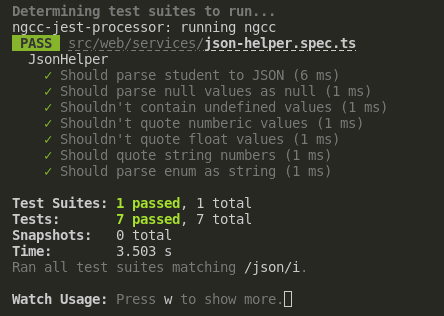 Determining test suites to run...
ngcc-jest-processor: running ngcc
PASS src/web/services/json-helper.spec.ts
JsonHelper
✓ Should parse student to JSON (6 ms)
✓ Should parse null values as null (1 ms)
✓ Shouldn't contain undefined values (1 ms)
✓ Shouldn't quote numberic values (1 ms)
✓ Shouldn't quote float values (1 ms)
✓ Should quote string numbers (1 ms)
✓ Should parse enum as string (1 ms)
Test Suites: 1 passed, 1 total
Tests: 7 passed, 7 total
Snapshots: 0 total
Time: 3.503 s
Ran all test suites matching /json/i.
Watch Usage: Press w to show more.